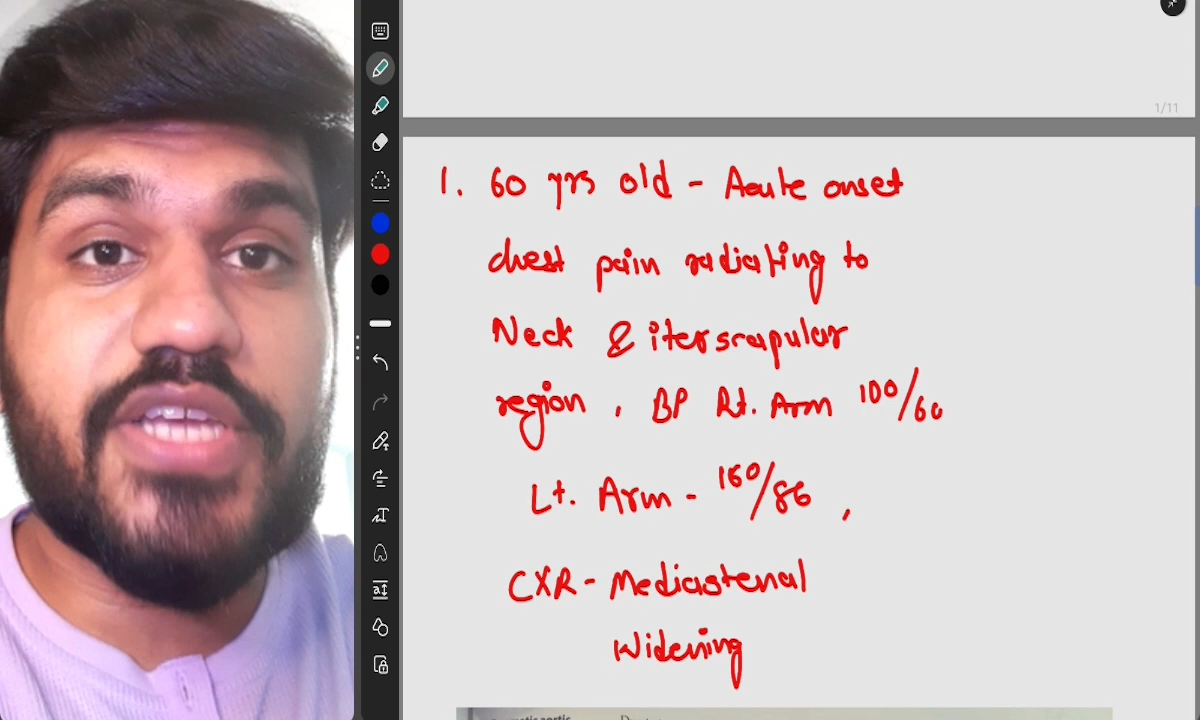 1/11
1. 60 yrs old - Acute onset
chest pain radiating to
Neck & iterscapular
region, BP Rt. Arm 100/60
Lt. Arm - 160/86,
CXR - Mediastenal
Widening